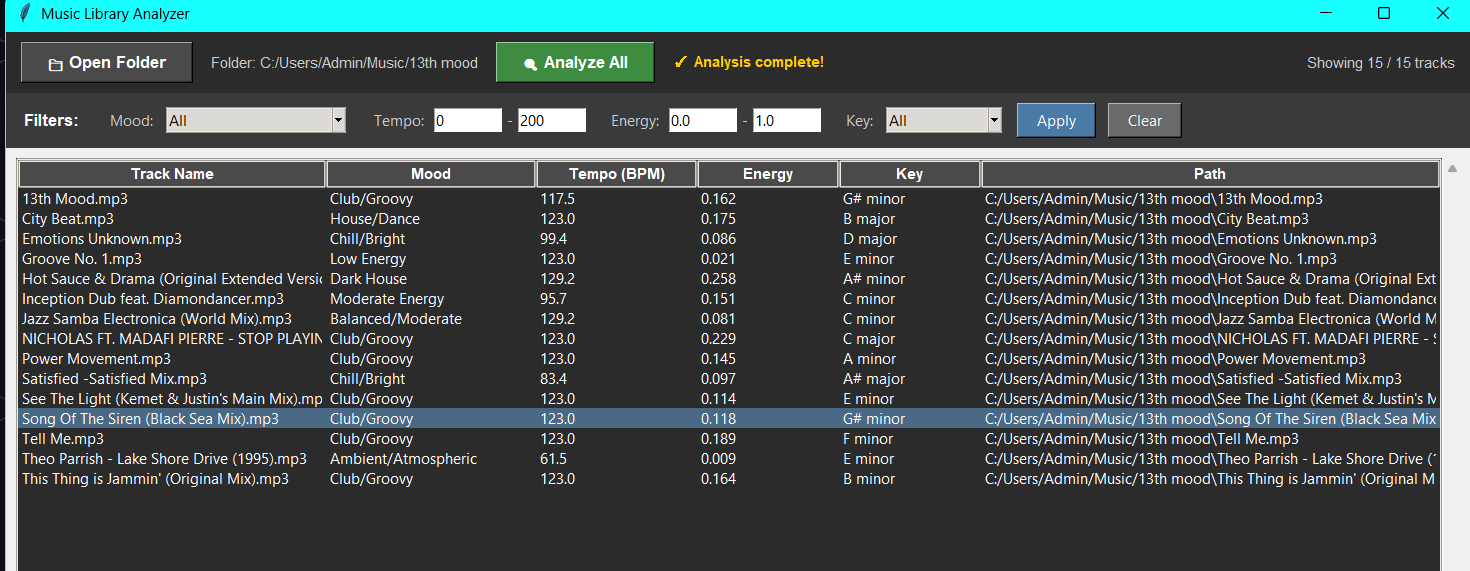 Music Library Analyzer
Open Folder Folder: C:/Users/Admin/Music/13th mood Analyze All ✓ Analysis complete! Showing 15 / 15 tracks
Filters: Mood: All Tempo: 0 - 200 Energy: 0.0 - 1.0 Key: All Apply Clear
Track Name Mood Tempo (BPM) Energy Key Path
13th Mood.mp3 Club/Groovy 117.5 0.162 G# minor C:/Users/Admin/Music/13th mood\13th Mood.mp3
City Beat.mp3 House/Dance 123.0 0.175 B major C:/Users/Admin/Music/13th mood\City Beat.mp3
Emotions Unknown.mp3 Chill/Bright 99.4 0.086 D major C:/Users/Admin/Music/13th mood\Emotions Unknown.mp3
Groove No. 1.mp3 Low Energy 123.0 0.021 E minor C:/Users/Admin/Music/13th mood\Groove No. 1.mp3
Hot Sauce & Drama (Original Extended Versic Dark House 129.2 0.258 A# minor C:/Users/Admin/Music/13th mood\Hot Sauce & Drama (Original Ext
Inception Dub feat. Diamondancer.mp3 Moderate Energy 95.7 0.151 C minor C:/Users/Admin/Music/13th mood\Inception Dub feat. Diamondance
Jazz Samba Electronica (World Mix).mp3 Balanced/Moderate 129.2 0.081 C minor C:/Users/Admin/Music/13th mood\Jazz Samba Electronica (World M
NICHOLAS FT. MADAFI PIERRE - STOP PLAYIN Club/Groovy 123.0 0.229 C major C:/Users/Admin/Music/13th mood\NICHOLAS FT. MADAFI PIERRE - S
Power Movement.mp3 Club/Groovy 123.0 0.145 A minor C:/Users/Admin/Music/13th mood\Power Movement.mp3
Satisfied -Satisfied Mix.mp3 Chill/Bright 83.4 0.097 A# major C:/Users/Admin/Music/13th mood\Satisfied -Satisfied Mix.mp3
See The Light (Kemet & Justin's Main Mix).mp Club/Groovy 123.0 0.114 E minor C:/Users/Admin/Music/13th mood\See The Light (Kemet & Justin's M
Song Of The Siren (Black Sea Mix).mp3 Club/Groovy 123.0 0.118 G# minor C:/Users/Admin/Music/13th mood\Song Of The Siren (Black Sea Mix
Tell Me.mp3 Club/Groovy 123.0 0.189 F minor C:/Users/Admin/Music/13th mood\Tell Me.mp3
Theo Parrish - Lake Shore Drive (1995).mp3 Ambient/Atmospheric 61.5 0.009 E minor C:/Users/Admin/Music/13th mood\Theo Parrish - Lake Shore Drive (1
This Thing is Jammin' (Original Mix).mp3 Club/Groovy 123.0 0.164 B minor C:/Users/Admin/Music/13th mood\This Thing is Jammin' (Original M